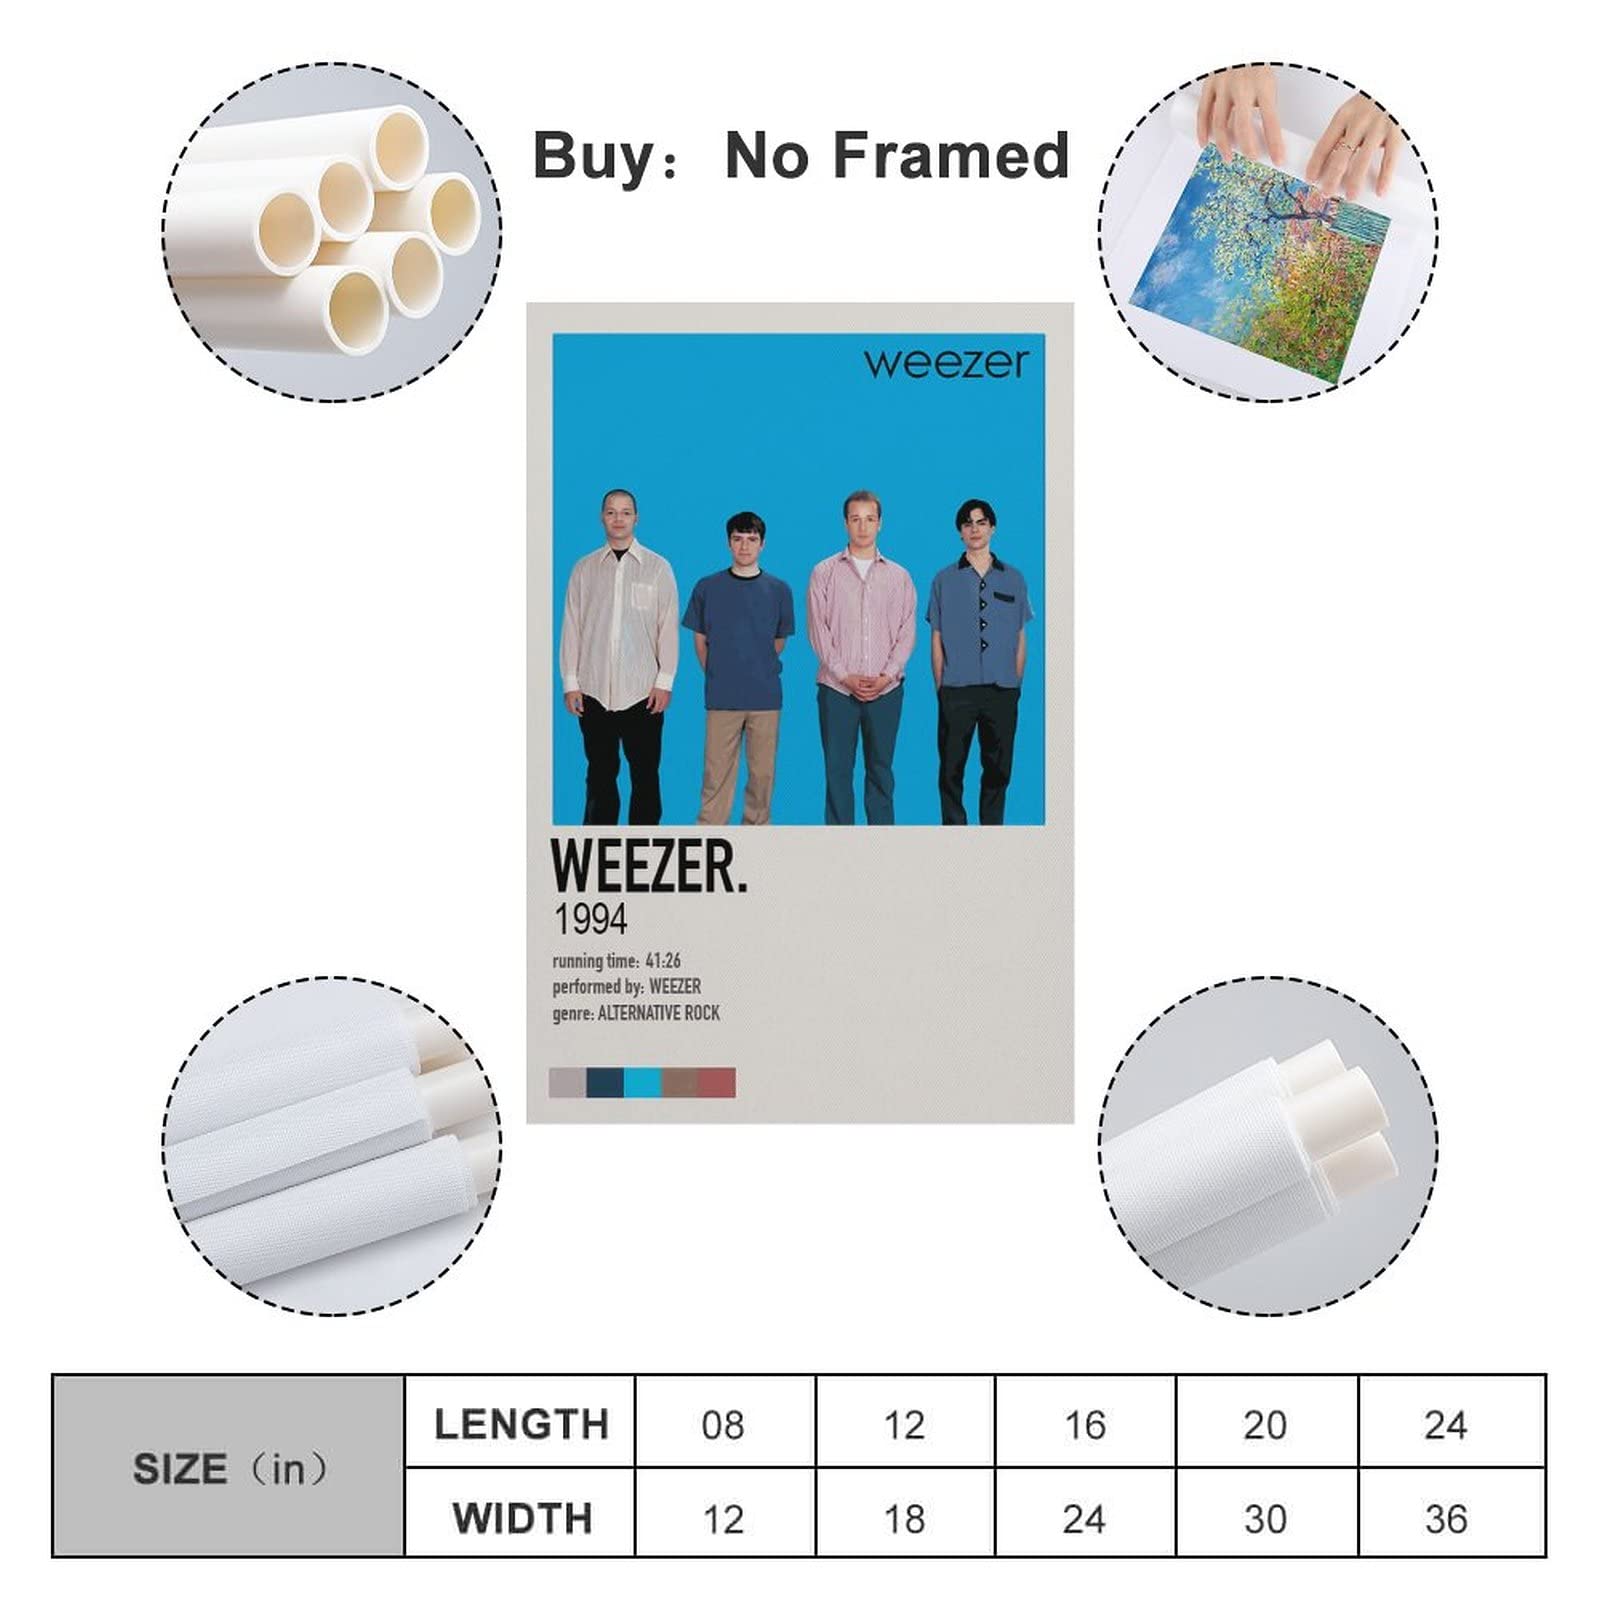 Buy： No Framed
weezer
WEEZER.
1994
running time: 41:26
performed by: WEEZER
genre: ALTERNATIVE ROCK
SIZE（in）
LENGTH 08 12 16 20 24
WIDTH 12 18 24 30 36